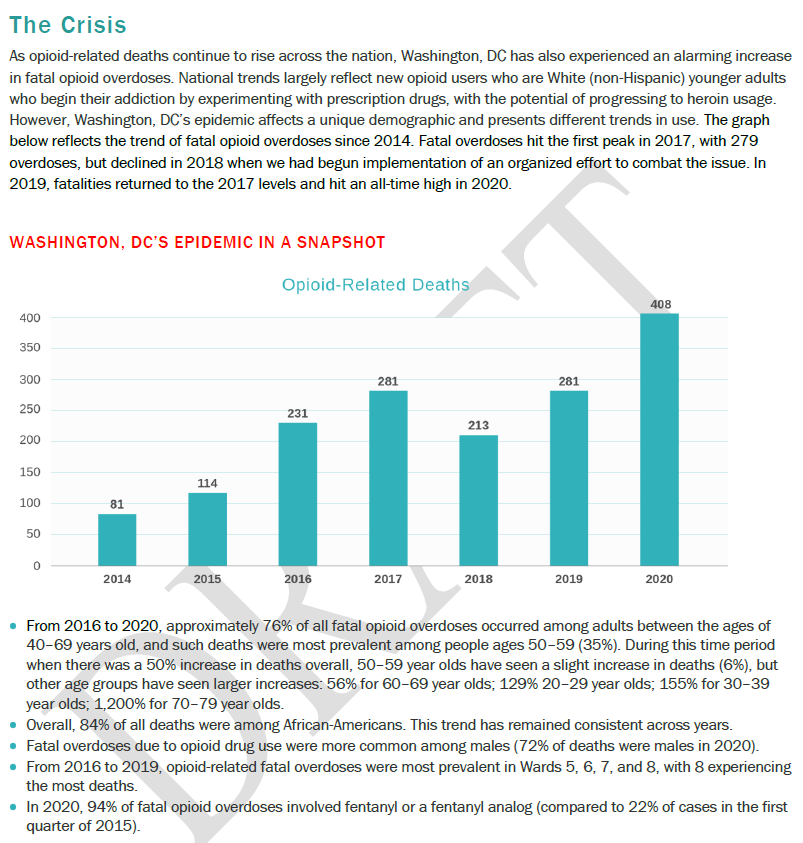 The Crisis
As opioid-related deaths continue to rise across the nation, Washington, DC has also experienced an alarming increase
in fatal opioid overdoses. National trends largely reflect new opioid users who are White (non-Hispanic) younger adults
who begin their addiction by experimenting with prescription drugs, with the potential of progressing to heroin usage.
However, Washington, DC's epidemic affects a unique demographic and presents different trends in use. The graph
below reflects the trend of fatal opioid overdoses since 2014. Fatal overdoses hit the first peak in 2017, with 279
overdoses, but declined in 2018 when we had begun implementation of an organized effort to combat the issue. In
2019, fatalities returned to the 2017 levels and hit an all-time high in 2020.
WASHINGTON, DC'S EPIDEMIC IN A SNAPSHOT
Opioid-Related Deaths
408
400
350
300
281 281
250
231
213
200
150
114
100
81
50
0
2014 2015 2016 2017 2018 2019 2020
• From 2016 to 2020, approximately 76% of all fatal opioid overdoses occurred among adults between the ages of
40–69 years old, and such deaths were most prevalent among people ages 50–59 (35%). During this time period
when there was a 50% increase in deaths overall, 50–59 year olds have seen a slight increase in deaths (6%), but
other age groups have seen larger increases: 56% for 60–69 year olds; 129% 20–29 year olds; 155% for 30–39
year olds; 1,200% for 70–79 year olds.
• Overall, 84% of all deaths were among African-Americans. This trend has remained consistent across years.
• Fatal overdoses due to opioid drug use were more common among males (72% of deaths were males in 2020).
• From 2016 to 2019, opioid-related fatal overdoses were most prevalent in Wards 5, 6, 7, and 8, with 8 experiencing
the most deaths.
• In 2020, 94% of fatal opioid overdoses involved fentanyl or a fentanyl analog (compared to 22% of cases in the first
quarter of 2015).
DRAFT